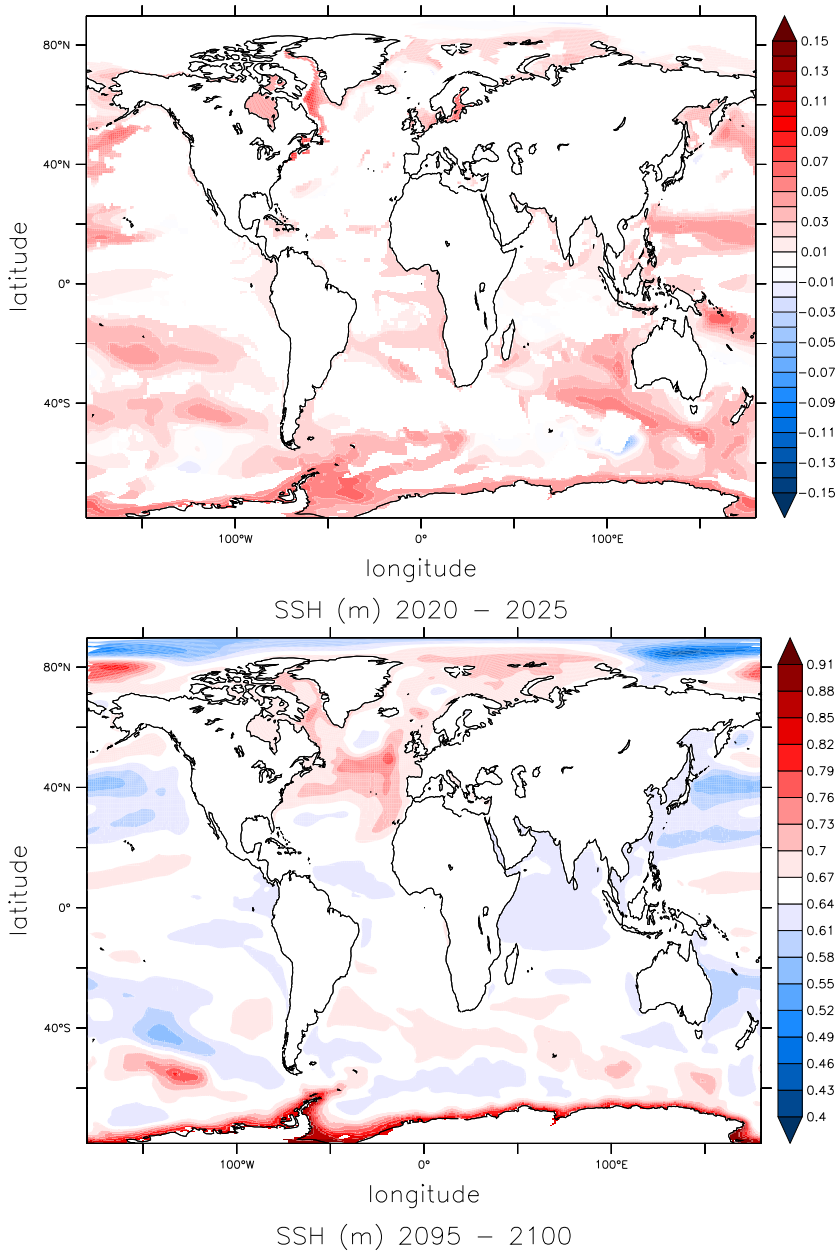 80°N
40°N
0°
40°S
latitude
100°W
0°
100°E
longitude
0.15
0.13
0.11
0.09
0.07
0.05
0.03
0.01
−0.01
−0.03
−0.05
−0.07
−0.09
−0.11
−0.13
−0.15
SSH (m) 2020 − 2025
80°N
40°N
0°
40°S
latitude
100°W
0°
100°E
longitude
0.91
0.88
0.85
0.82
0.79
0.76
0.73
0.7
0.67
0.64
0.61
0.58
0.55
0.52
0.49
0.46
0.43
0.4
SSH (m) 2095 − 2100